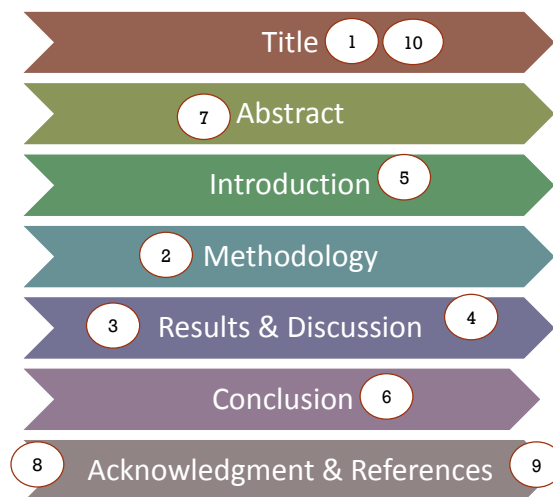 Title 1 10
7 Abstract
Introduction 5
2 Methodology
3 Results & Discussion 4
Conclusion 6
8 Acknowledgment & References 9